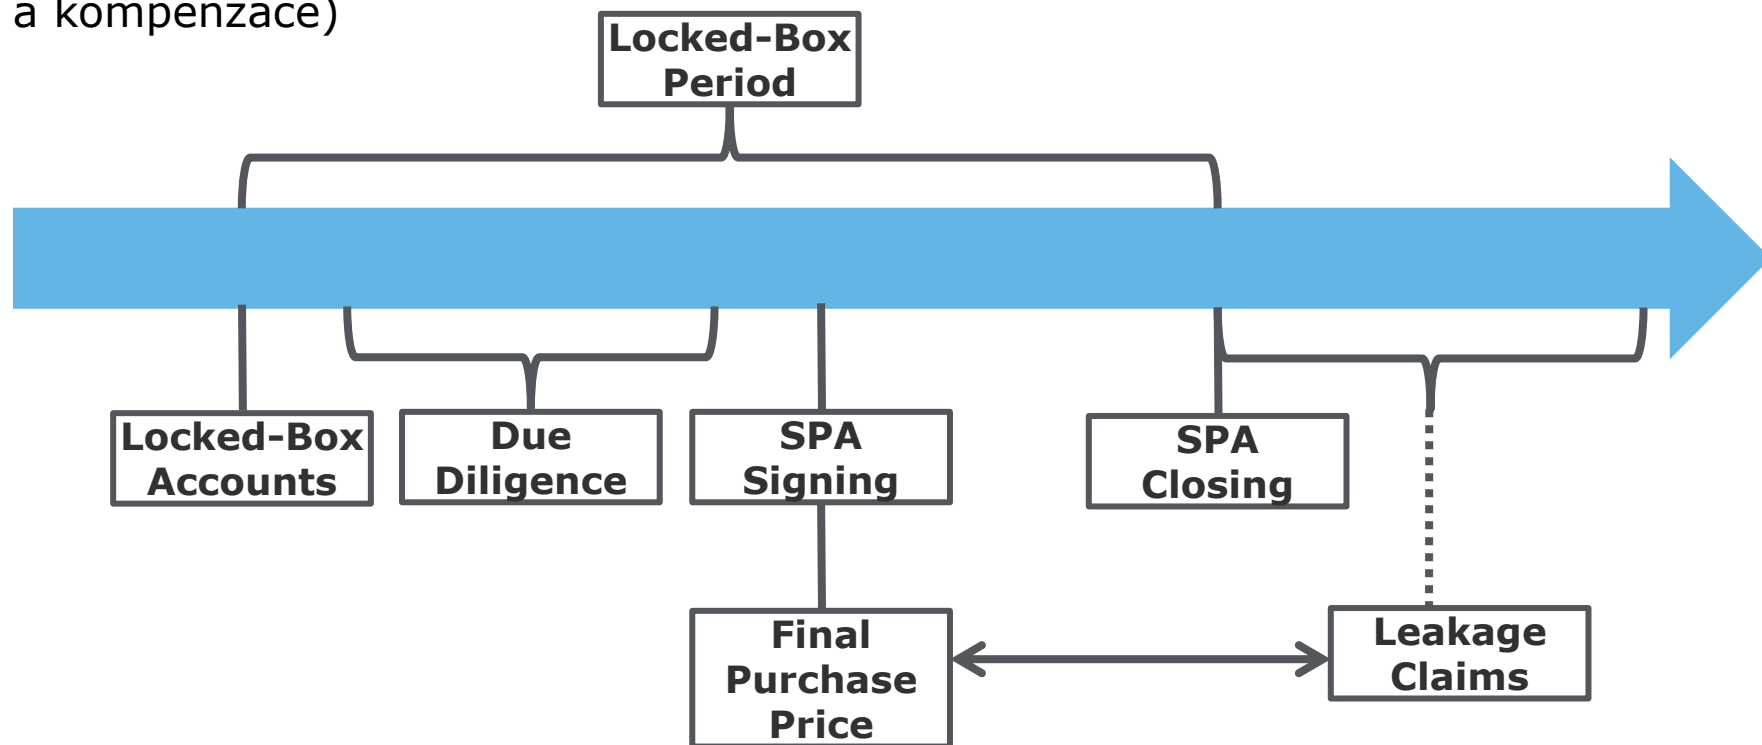 a kompenzace)
Locked-Box
Period
Locked-Box
Accounts
Due
Diligence
SPA
Signing
SPA
Closing
Final
Purchase
Price
Leakage
Claims